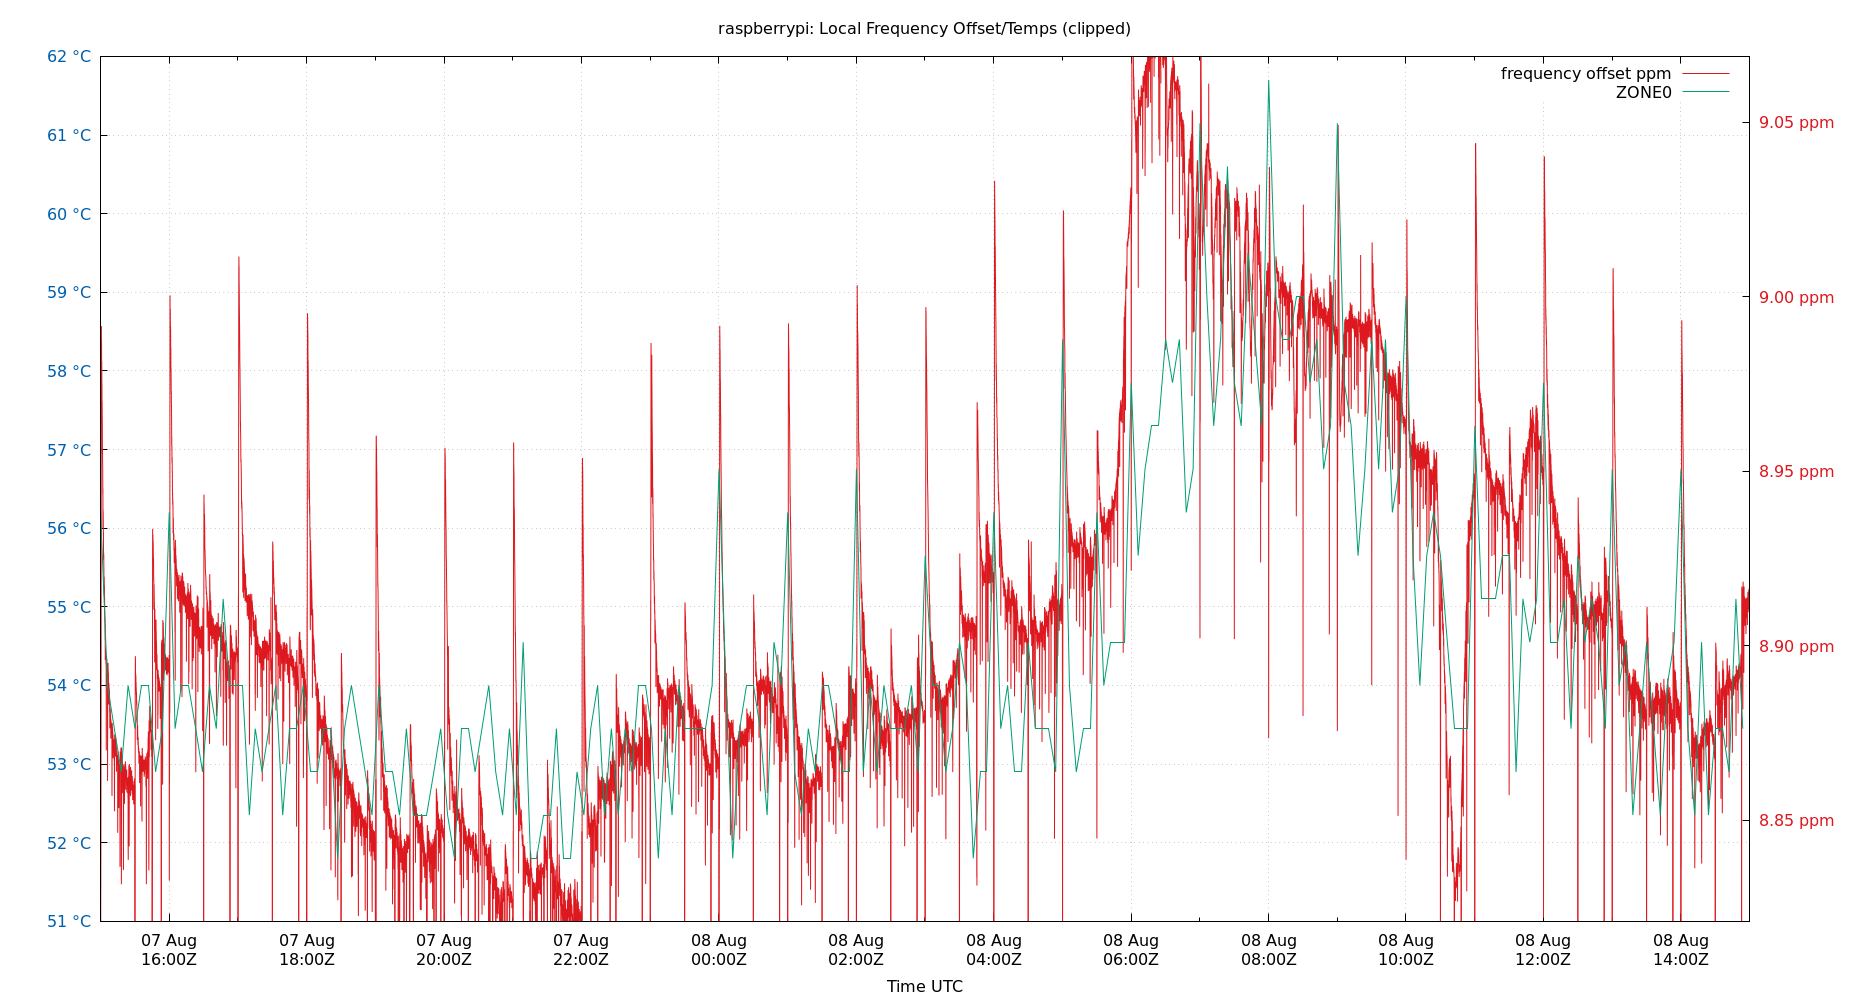 raspberrypi: Local Frequency Offset/Temps (clipped)
62 °C
61 °C
60 °C
59 °C
58 °C
57 °C
56 °C
55 °C
54 °C
53 °C
52 °C
51 °C
frequency offset ppm
ZONE0
9.05 ppm
9.00 ppm
8.95 ppm
8.90 ppm
8.85 ppm
07 Aug 07 Aug 07 Aug 07 Aug 08 Aug 08 Aug 08 Aug 08 Aug 08 Aug 08 Aug 08 Aug 08 Aug
16:00Z 18:00Z 20:00Z 22:00Z 00:00Z 02:00Z 04:00Z 06:00Z 08:00Z 10:00Z 12:00Z 14:00Z
Time UTC